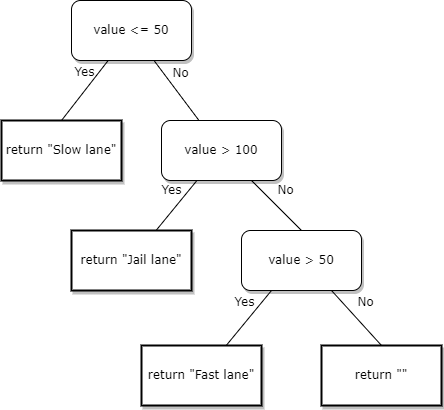 value <= 50
Yes
No
return "Slow lane"
value > 100
Yes
No
return "Jail lane"
value > 50
Yes
No
return "Fast lane"
return ""